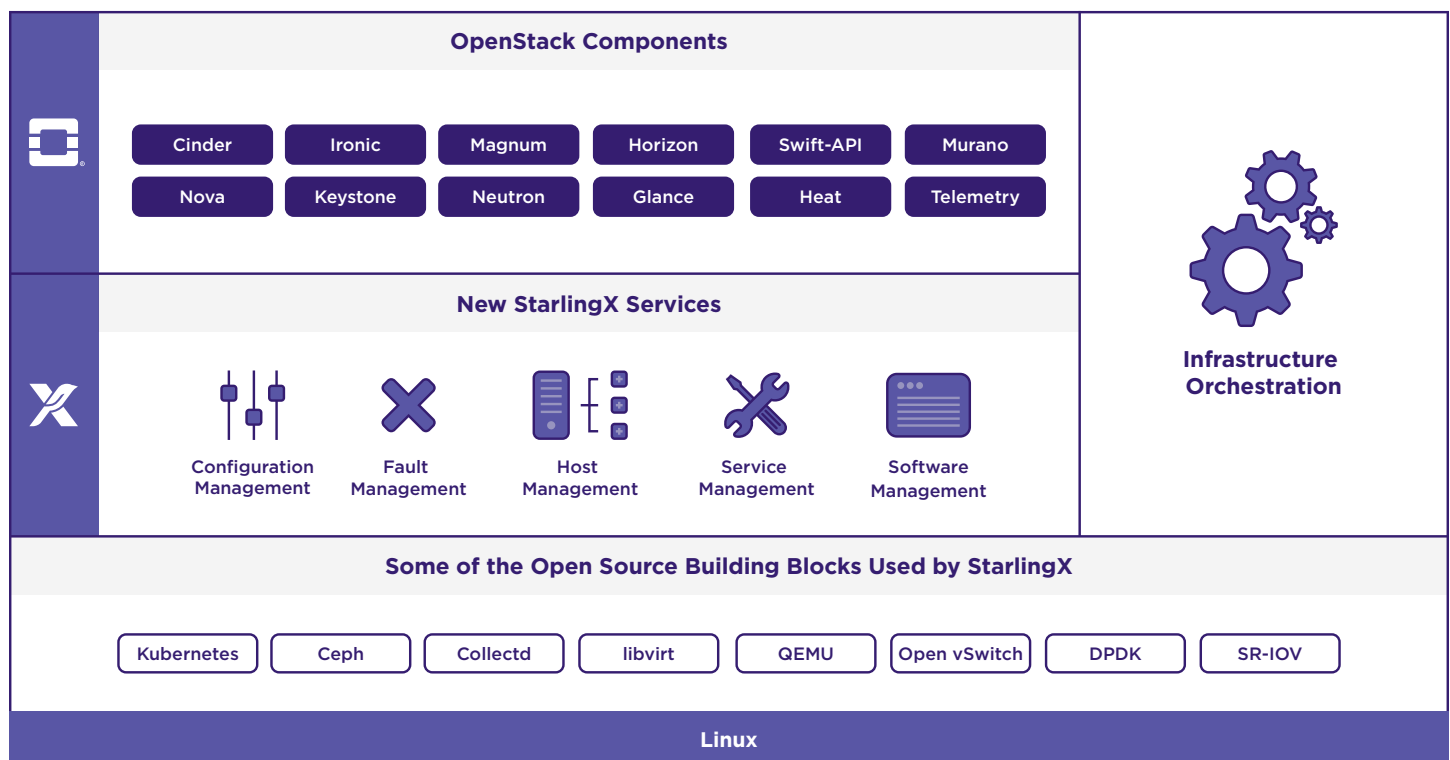 OpenStack Components
Cinder Ironic Magnum Horizon Swift-API Murano
Nova Keystone Neutron Glance Heat Telemetry
New StarlingX Services
Configuration
Management
Fault
Management
Host
Management
Service
Management
Software
Management
Infrastructure
Orchestration
Some of the Open Source Building Blocks Used by StarlingX
Kubernetes Ceph Collectd libvirt QEMU Open vSwitch DPDK SR-IOV
Linux